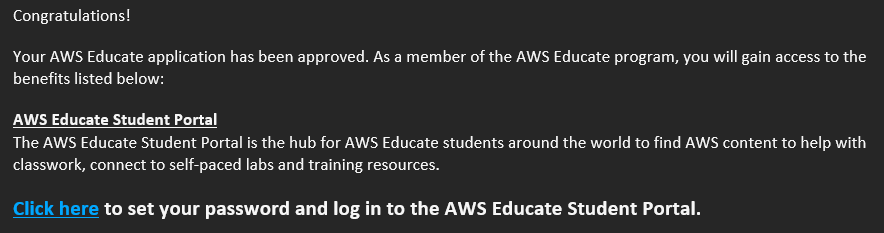 Congratulations!
Your AWS Educate application has been approved. As a member of the AWS Educate program, you will gain access to the
benefits listed below:
AWS Educate Student Portal
The AWS Educate Student Portal is the hub for AWS Educate students around the world to find AWS content to help with
classwork, connect to self-paced labs and training resources.
Click here to set your password and log in to the AWS Educate Student Portal.